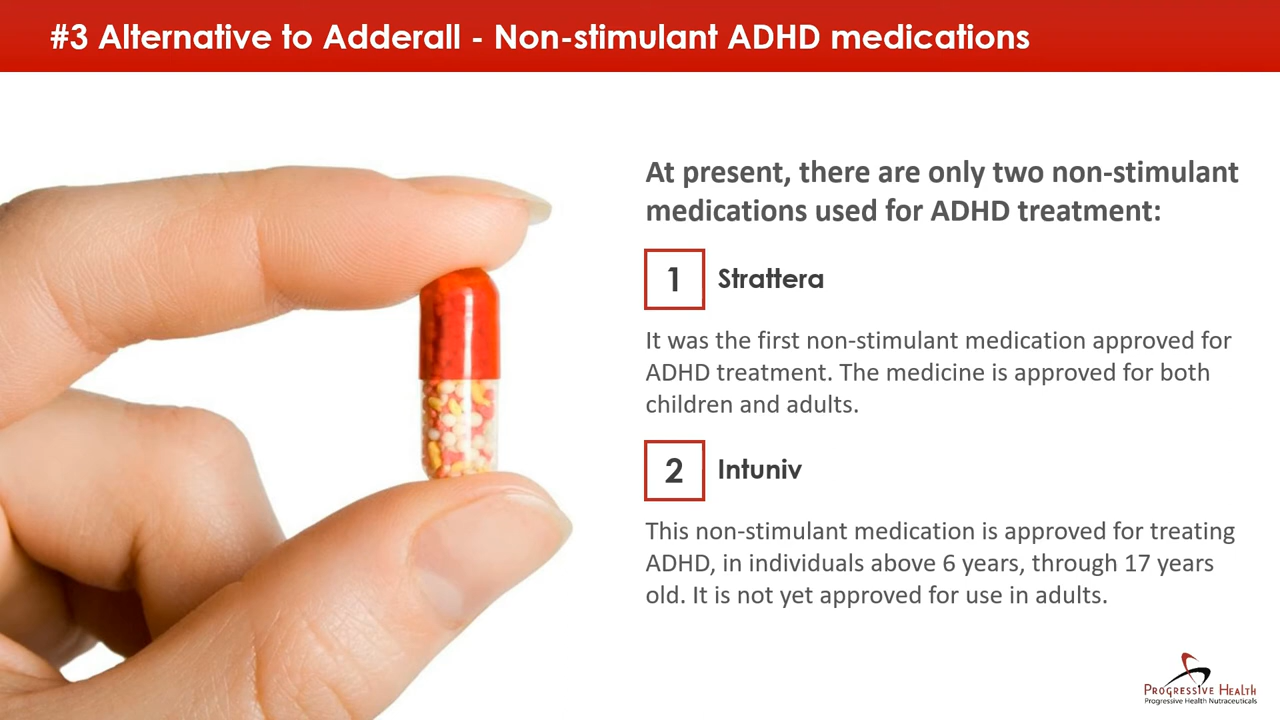 #3 Alternative to Adderall - Non-stimulant ADHD medications
At present, there are only two non-stimulant
medications used for ADHD treatment:
1 Strattera
It was the first non-stimulant medication approved for
ADHD treatment. The medicine is approved for both
children and adults.
2 Intuniv
This non-stimulant medication is approved for treating
ADHD, in individuals above 6 years, through 17 years
old. It is not yet approved for use in adults.
Progressive Health
Progressive Health Nutraceuticals